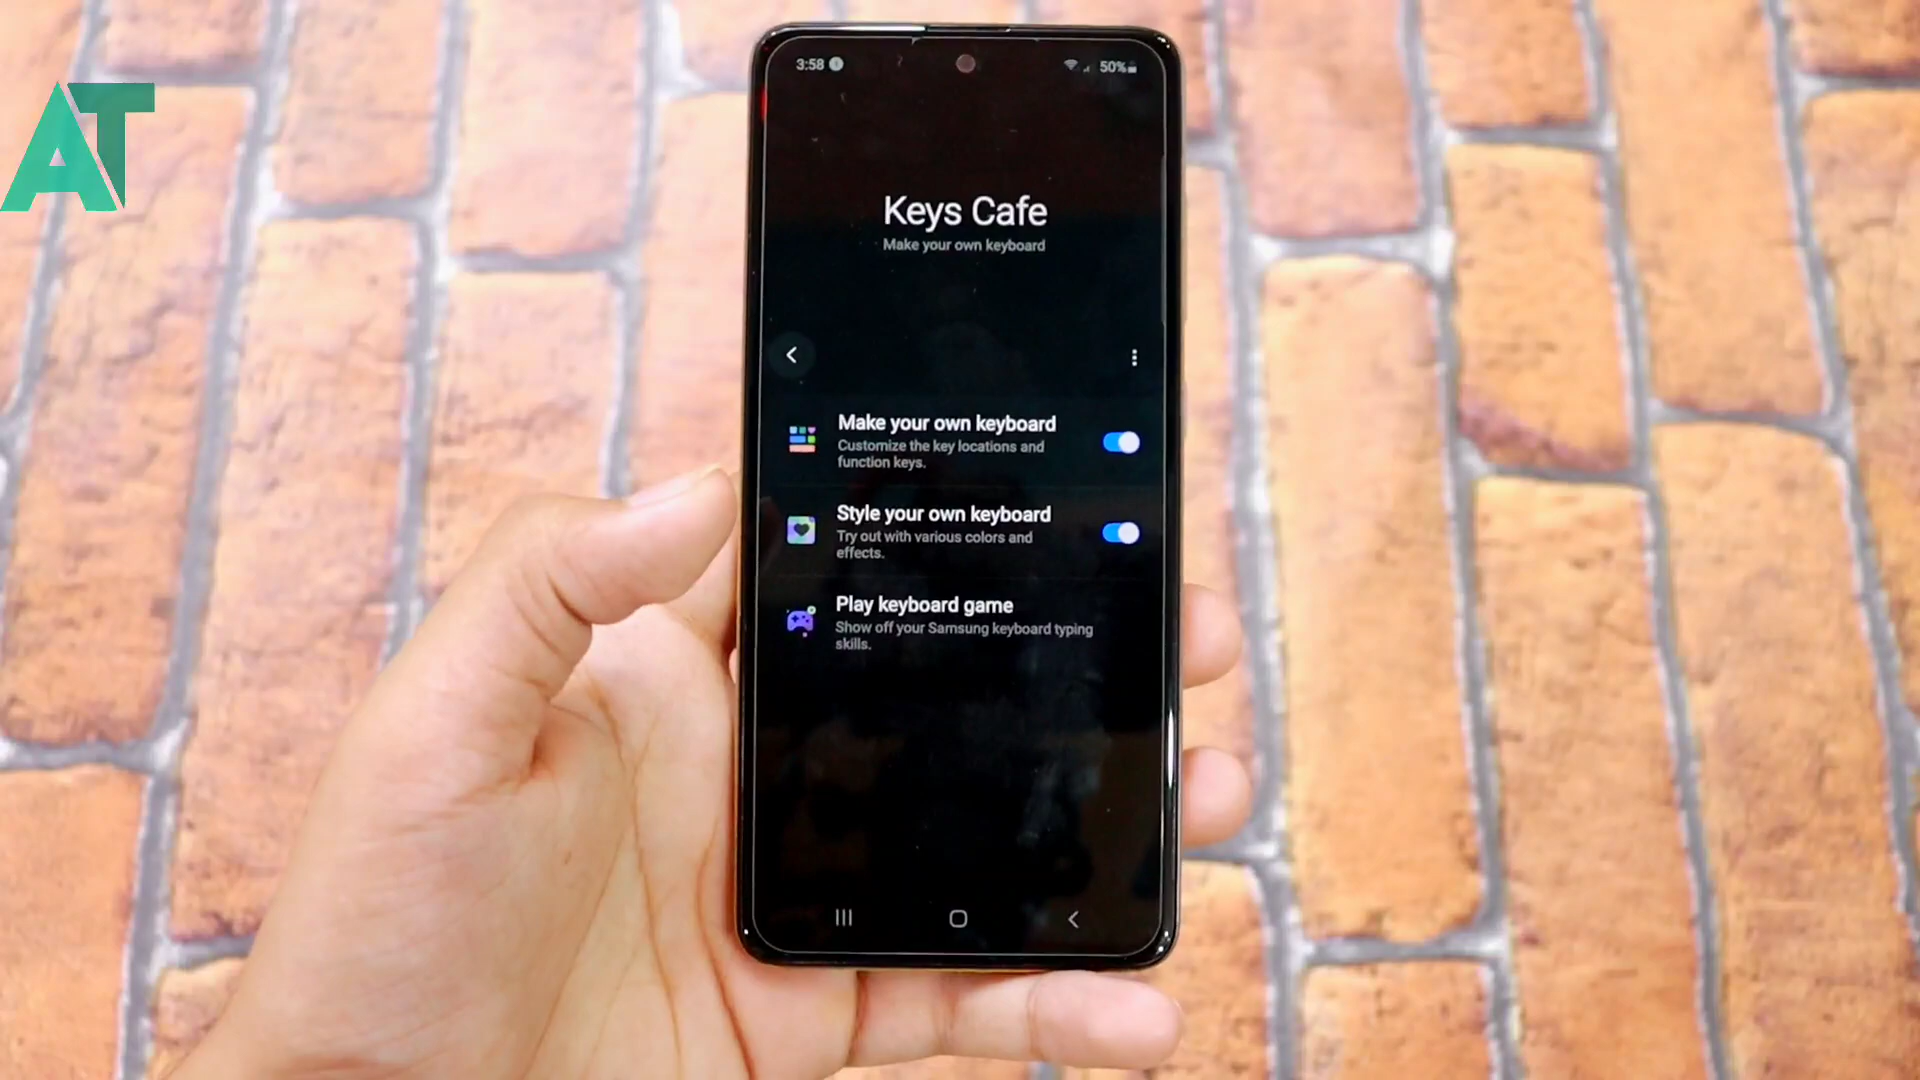 AT
3:58
50%
Keys Cafe
Make your own keyboard
Make your own keyboard
Customize the key locations and
function keys.
Style your own keyboard
Try out with various colors and
effects.
Play keyboard game
Show off your Samsung keyboard typing
skills.